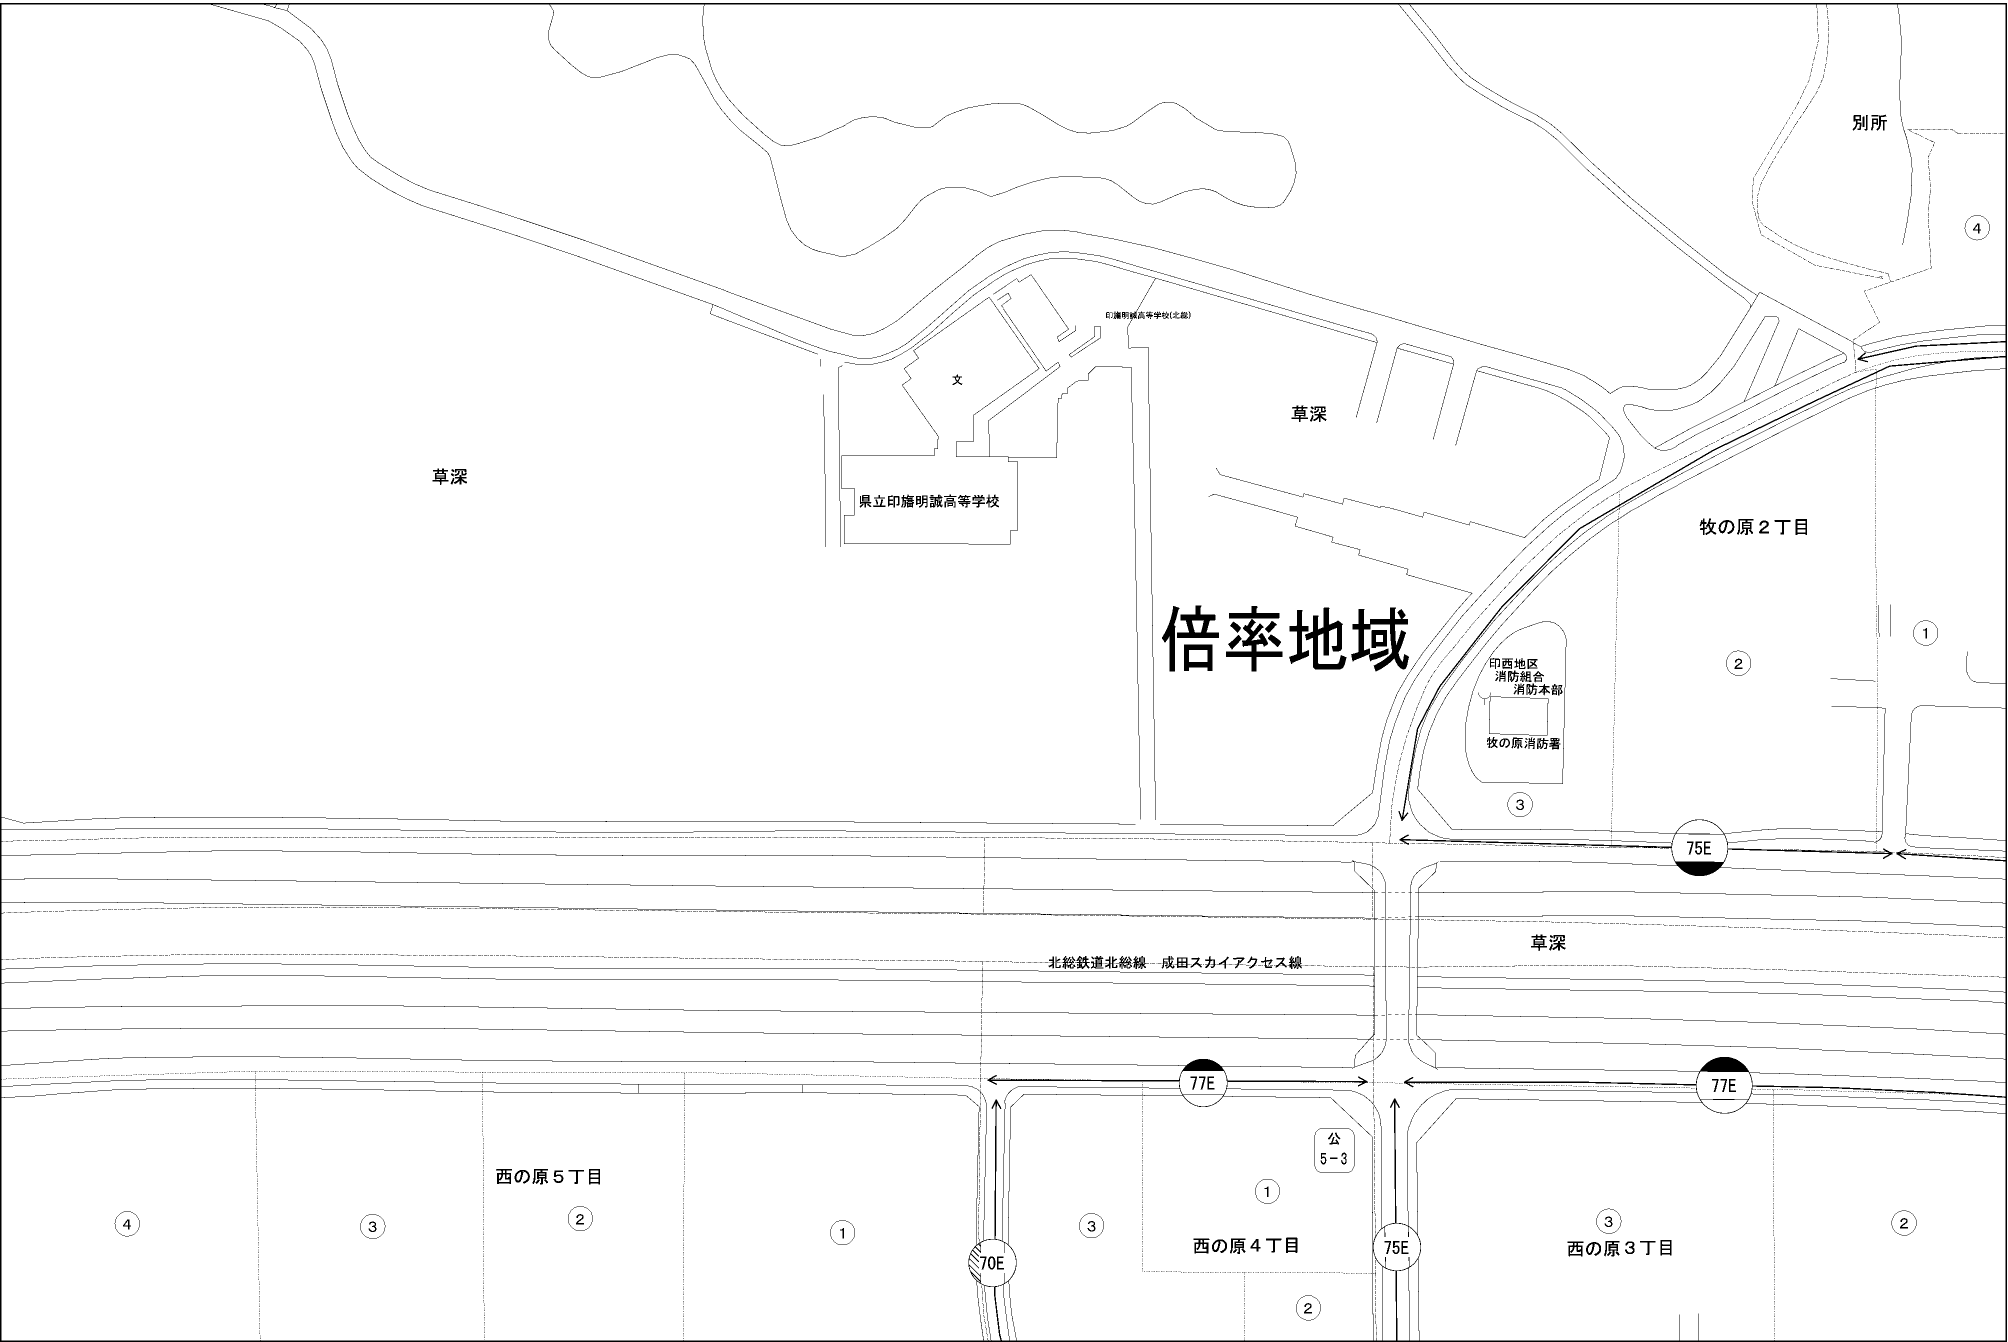 別所
④
印旛明誠高等学校(北総)
文
草深
草深
県立印旛明誠高等学校
牧の原２丁目
倍率地域
①
②
印西地区
消防組合
消防本部
牧の原消防署
③
75E
草深
北総鉄道北総線　成田スカイアクセス線
77E
77E
公
5-3
西の原５丁目
④
③
②
①
③
①
西の原４丁目
②
70E
75E
③
西の原３丁目
②